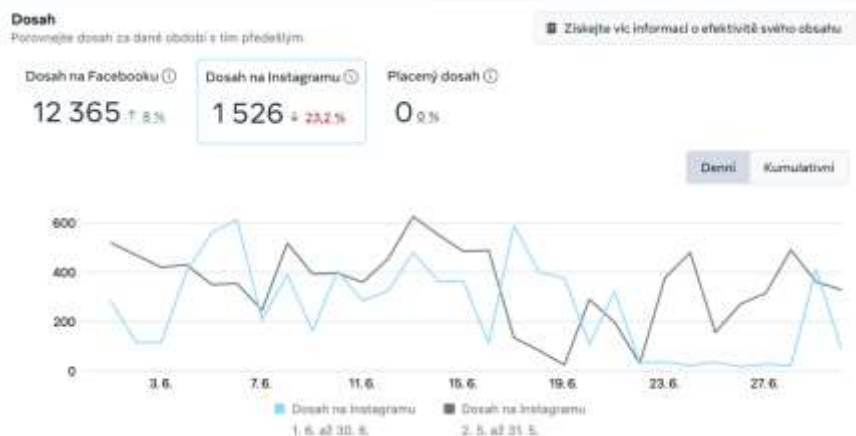 Dosah
Porovnejte dosah za dané období s tím předešlým.
Získejte víc informací o efektivitě svého obsahu
Dosah na Facebooku
12 365 ↑ 8 %
Dosah na Instagramu
1 526 ↓ 23,2 %
Placený dosah
0 0 %
Denní
Kumulativní
600
400
200
0
3. 6.
7. 6.
11. 6.
15. 6.
19. 6.
23. 6.
27. 6.
Dosah na Instagramu
1. 6. až 30. 6.
Dosah na Instagramu
2. 5. až 31. 5.